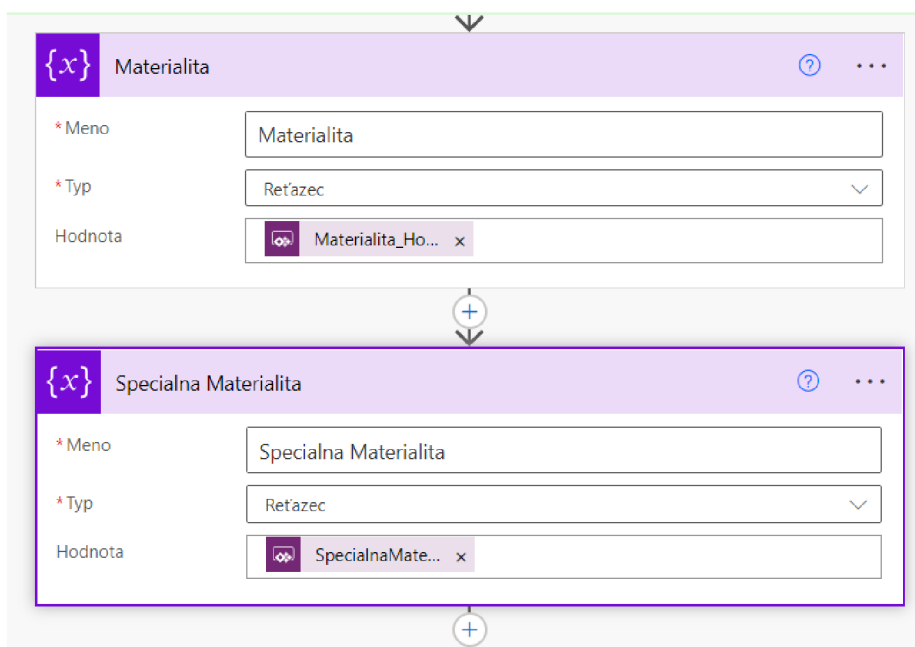 {x} Materialita ? ...
*Meno Materialita
*Typ Reťazec
Hodnota Materialita_Ho... ×
+
{x} Specialna Materialita ? ...
*Meno Specialna Materialita
*Typ Reťazec
Hodnota SpecialnaMate... ×
+